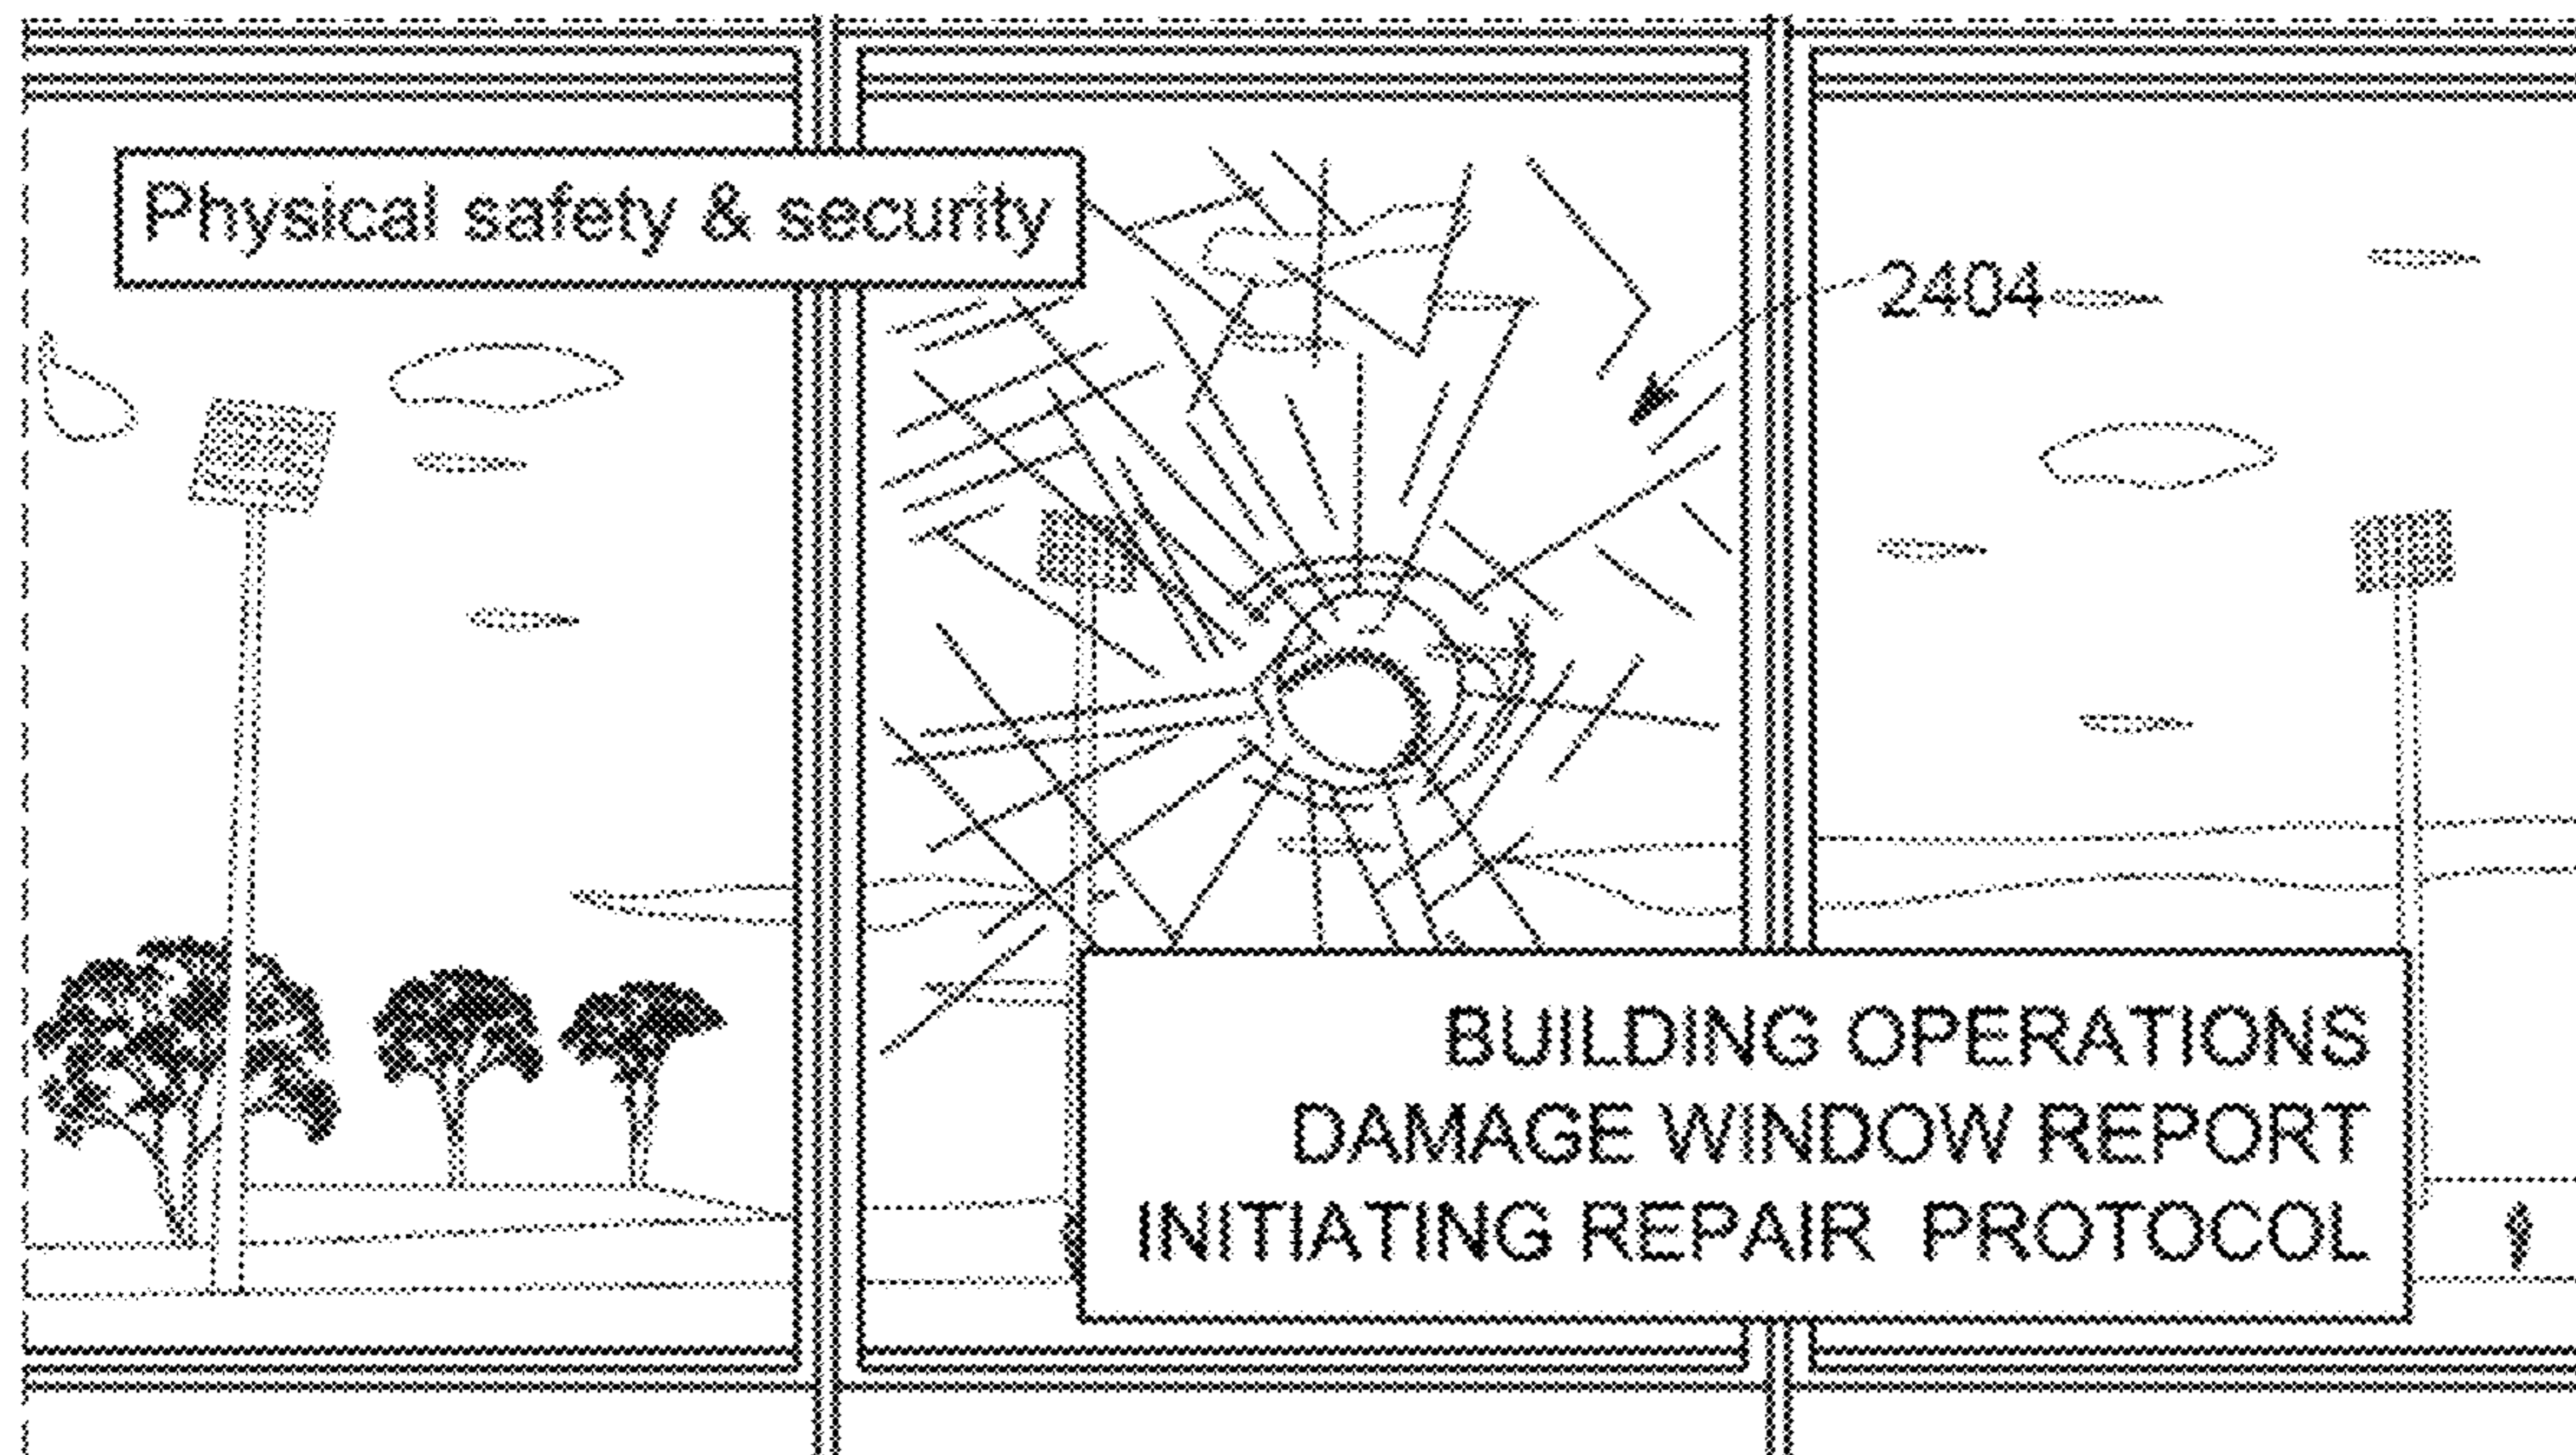 Physical safety & security
2404
BUILDING OPERATIONS
DAMAGE WINDOW REPORT
INITIATING REPAIR PROTOCOL